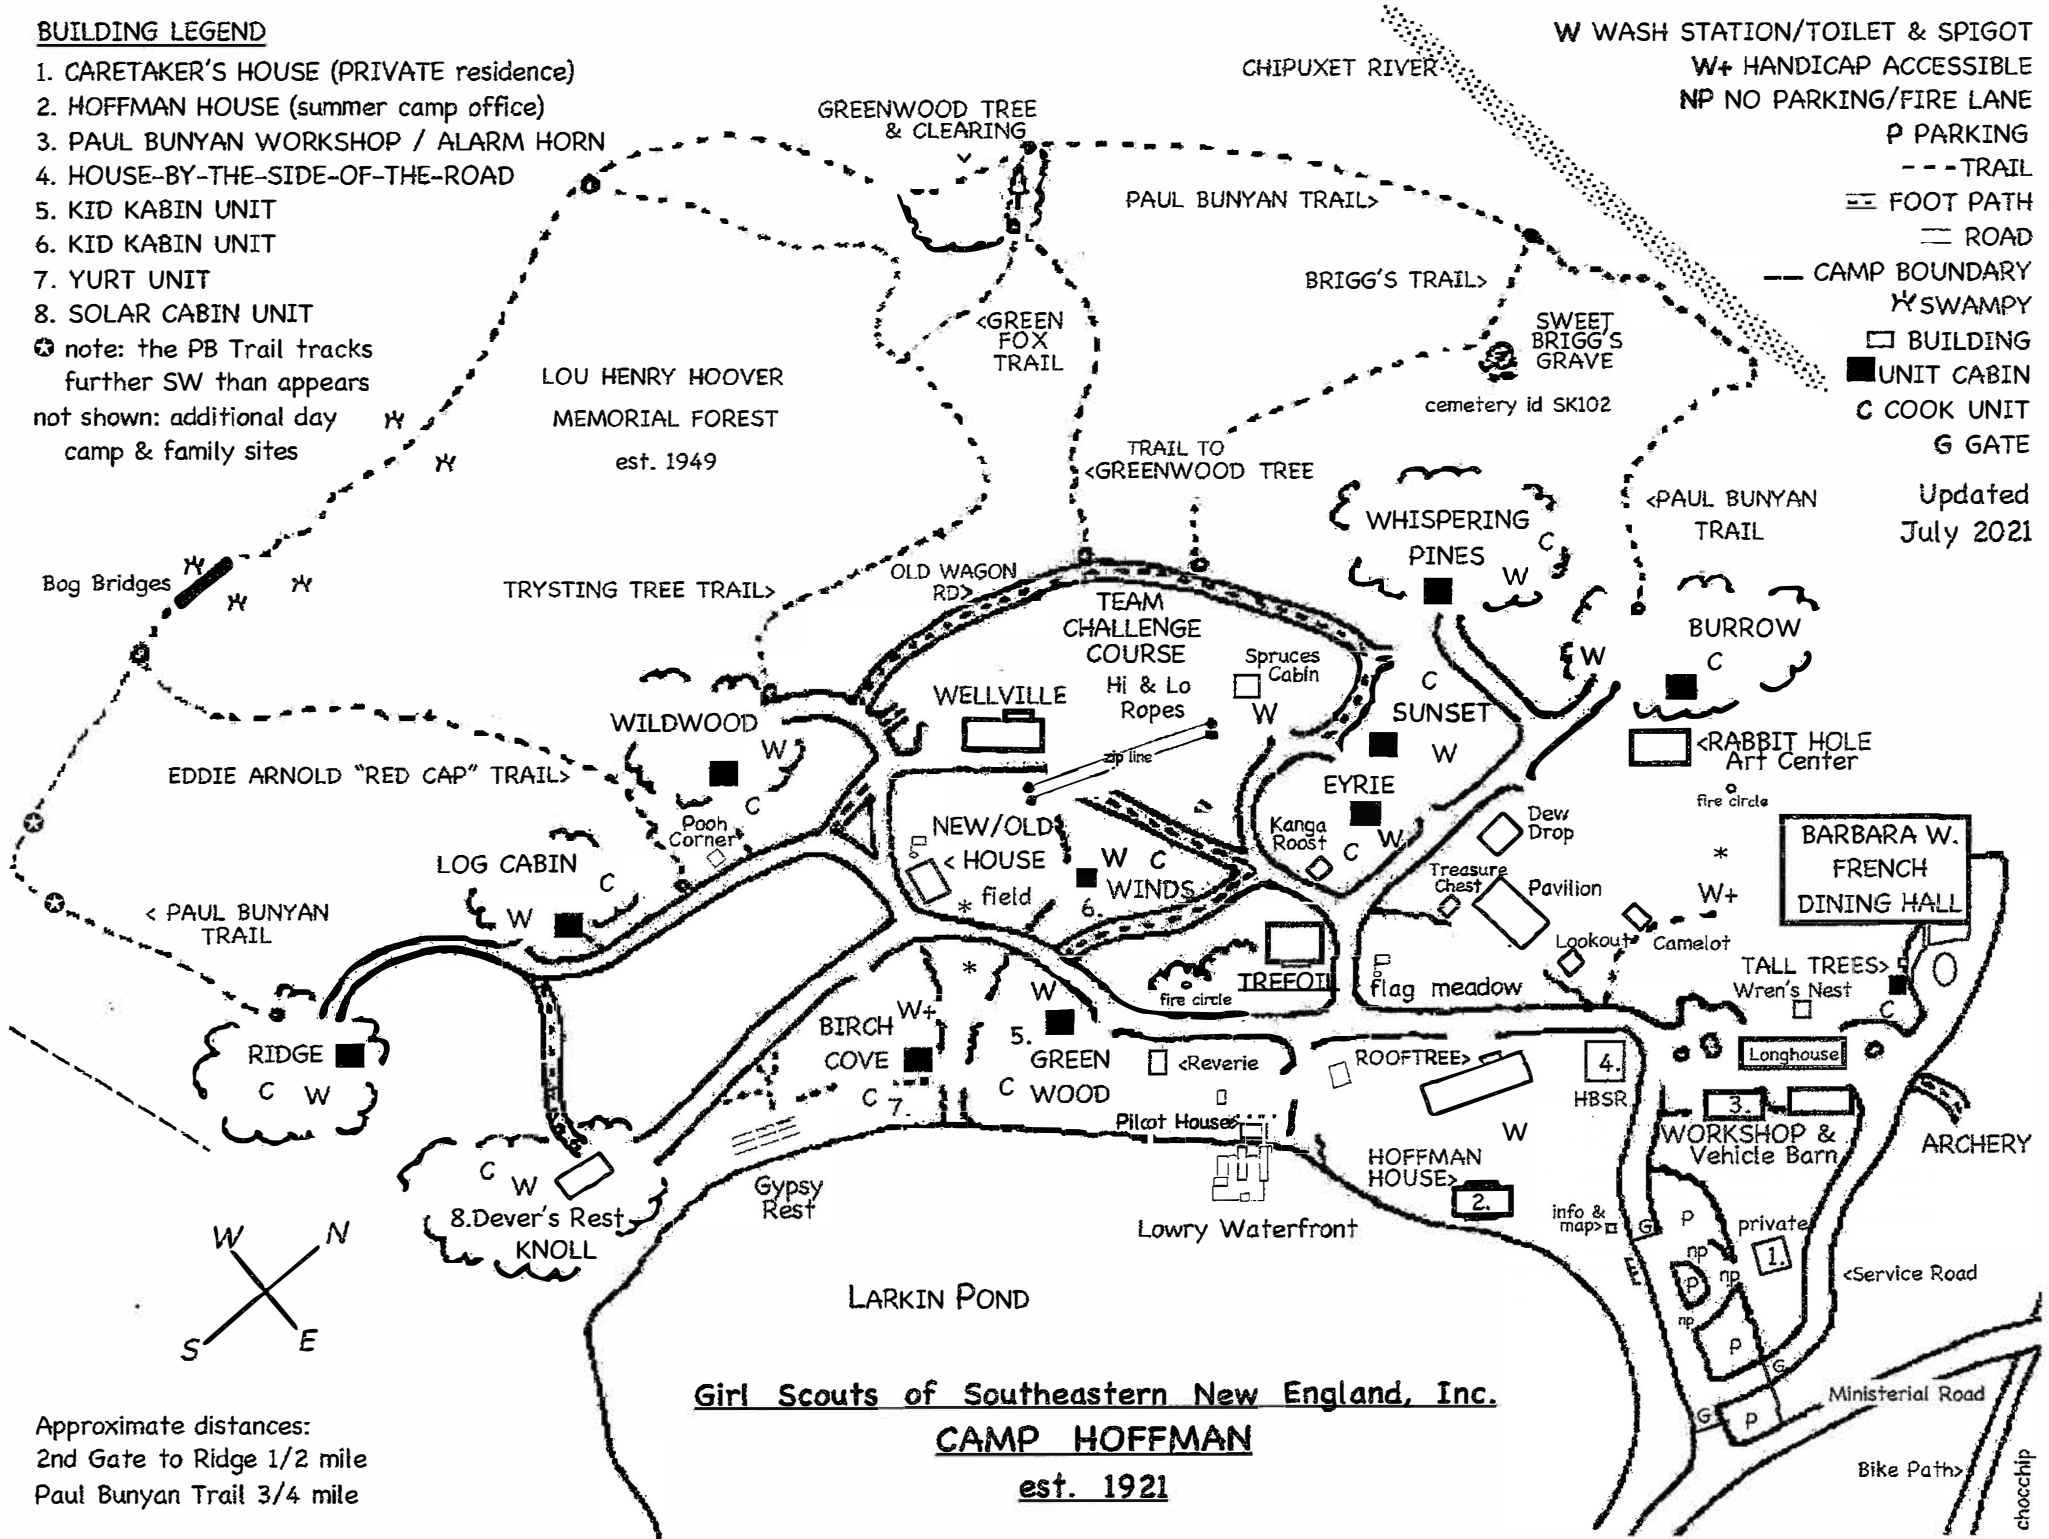 BUILDING LEGEND
1. CARETAKER'S HOUSE (PRIVATE residence)
2. HOFFMAN HOUSE (summer camp office)
3. PAUL BUNYAN WORKSHOP / ALARM HORN
4. HOUSE-BY-THE-SIDE-OF-THE-ROAD
5. KID KABIN UNIT
6. KID KABIN UNIT
7. YURT UNIT
8. SOLAR CABIN UNIT
note: the PB Trail tracks
further SW than appears
not shown: additional day
camp & family sites
W WASH STATION/TOILET & SPIGOT
W+ HANDICAP ACCESSIBLE
NP NO PARKING/FIRE LANE
P PARKING
TRAIL
FOOT PATH
ROAD
CAMP BOUNDARY
SWAMPY
BUILDING
UNIT CABIN
C COOK UNIT
G GATE
Updated
July 2021
CHIPUXET RIVER
GREENWOOD TREE
& CLEARING
PAUL BUNYAN TRAIL>
BRIGG'S TRAIL>
SWEET
BRIGG'S
GRAVE
cemetery id SK102
<GREEN
FOX
TRAIL
LOU HENRY HOOVER
MEMORIAL FOREST
est. 1949
TRAIL TO
<GREENWOOD TREE
WHISPERING
PINES
C
W
<PAUL BUNYAN
TRAIL
Bog Bridges
TRYSTING TREE TRAIL>
OLD WAGON
RD>
TEAM
CHALLENGE
COURSE
Hi & Lo
Ropes
zip line
Spruces
Cabin
W
W
BURROW
C
C
SUNSET
W
WELLVILLE
WILDWOOD
W
C
EDDIE ARNOLD "RED CAP" TRAIL>
Pooh
Corner
EYRIE
C
W
Kanga
Roost
<RABBIT HOLE
Art Center
fire circle
Dew
Drop
Treasure
Chest
Pavilion
BARBARA W.
FRENCH
DINING HALL
*
W+
Lookout
Camelot
NEW/OLD
< HOUSE
field
*
W C
WINDS
6.
LOG CABIN
C
W
< PAUL BUNYAN
TRAIL
TREFOIL
fire circle
flag meadow
TALL TREES>
Wren's Nest
C
Longhouse
RIDGE
C
W
BIRCH
COVE
W+
C
7.
*
W
5.
GREEN
WOOD
C
<Reverie
Pilot House>
ROOFTREE>
4.
HBSR
3.
WORKSHOP &
Vehicle Barn
ARCHERY
W
HOFFMAN
HOUSE>
2.
Lowry Waterfront
Gypsy
Rest
C
W
8.Dever's Rest
KNOLL
info &
map>
G
P
private
1.
np
np
P
np
P
G
G
P
<Service Road
Ministerial Road
Bike Path>
chocchip
W
N
S
E
LARKIN POND
Girl Scouts of Southeastern New England, Inc.
CAMP HOFFMAN
est. 1921
Approximate distances:
2nd Gate to Ridge 1/2 mile
Paul Bunyan Trail 3/4 mile